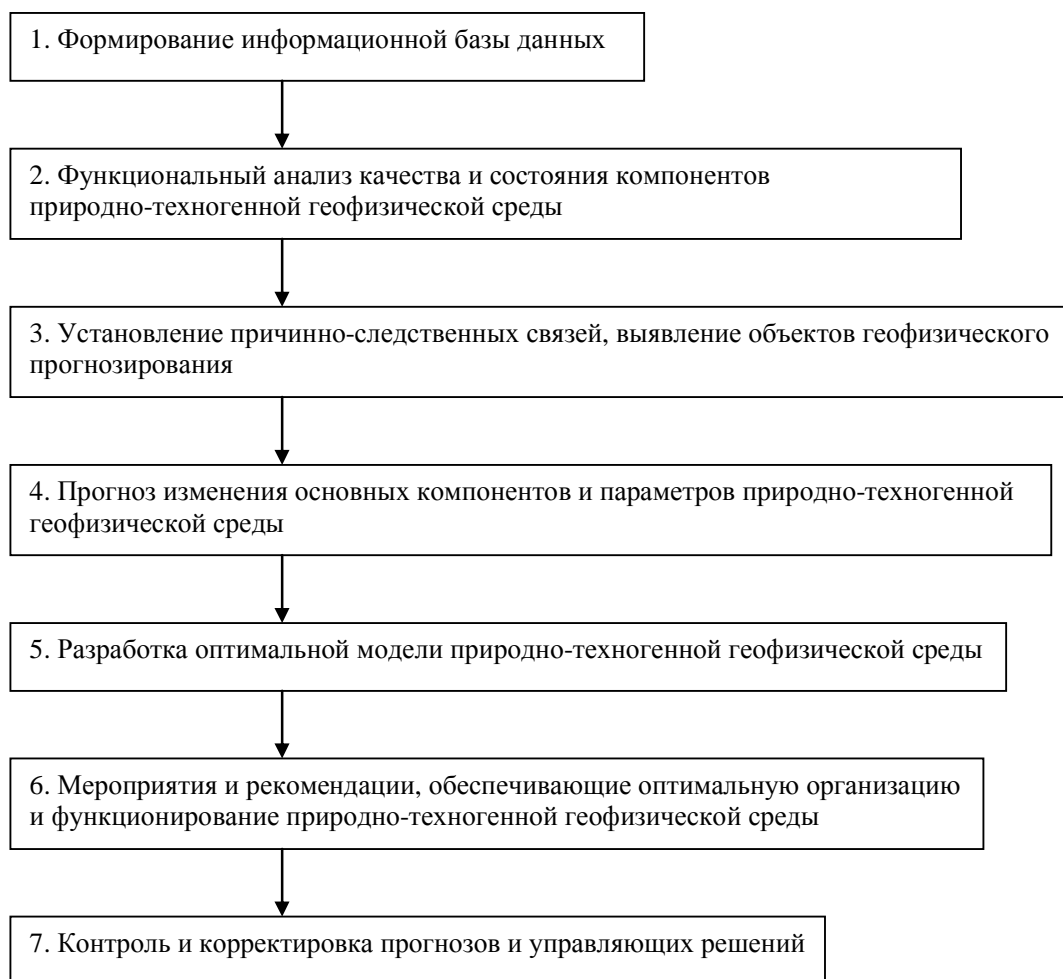 1. Формирование информационной базы данных
2. Функциональный анализ качества и состояния компонентов
природно-техногенной геофизической среды
3. Установление причинно-следственных связей, выявление объектов геофизического
прогнозирования
4. Прогноз изменения основных компонентов и параметров природно-техногенной
геофизической среды
5. Разработка оптимальной модели природно-техногенной геофизической среды
6. Мероприятия и рекомендации, обеспечивающие оптимальную организацию
и функционирование природно-техногенной геофизической среды
7. Контроль и корректировка прогнозов и управляющих решений